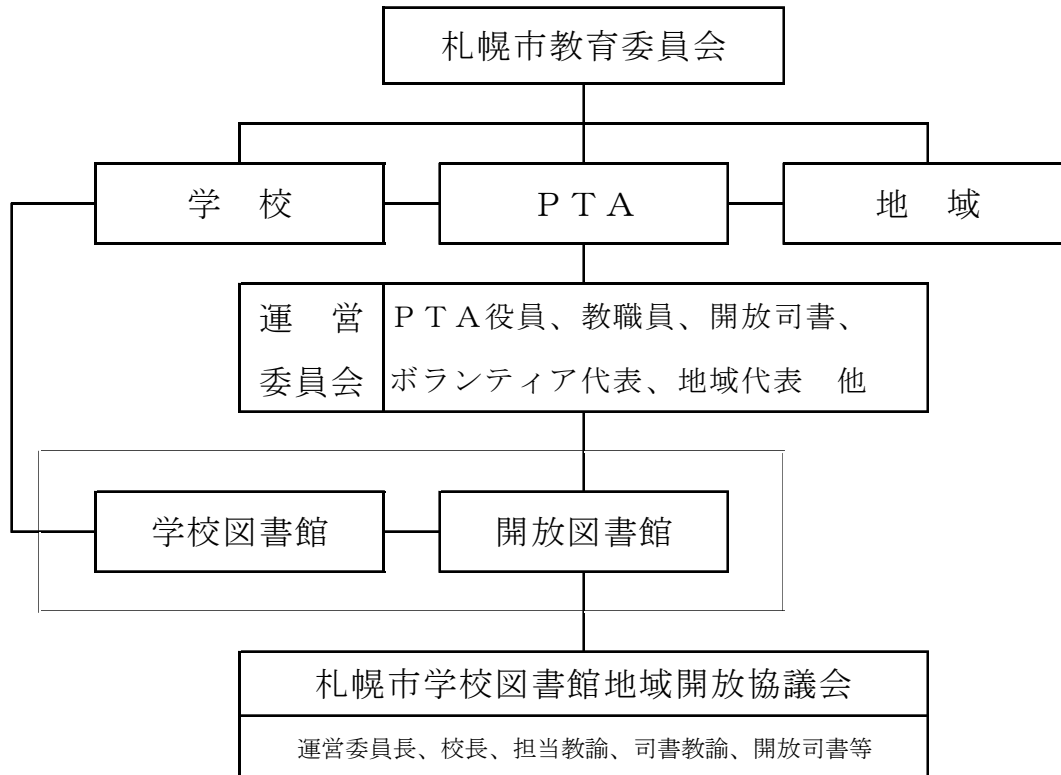 札幌市教育委員会
学　校
ＰＴＡ
地　域
運　営
委員会
ＰＴＡ役員、教職員、開放司書、
ボランティア代表、地域代表　他
学校図書館
開放図書館
札幌市学校図書館地域開放協議会
運営委員長、校長、担当教諭、司書教諭、開放司書等